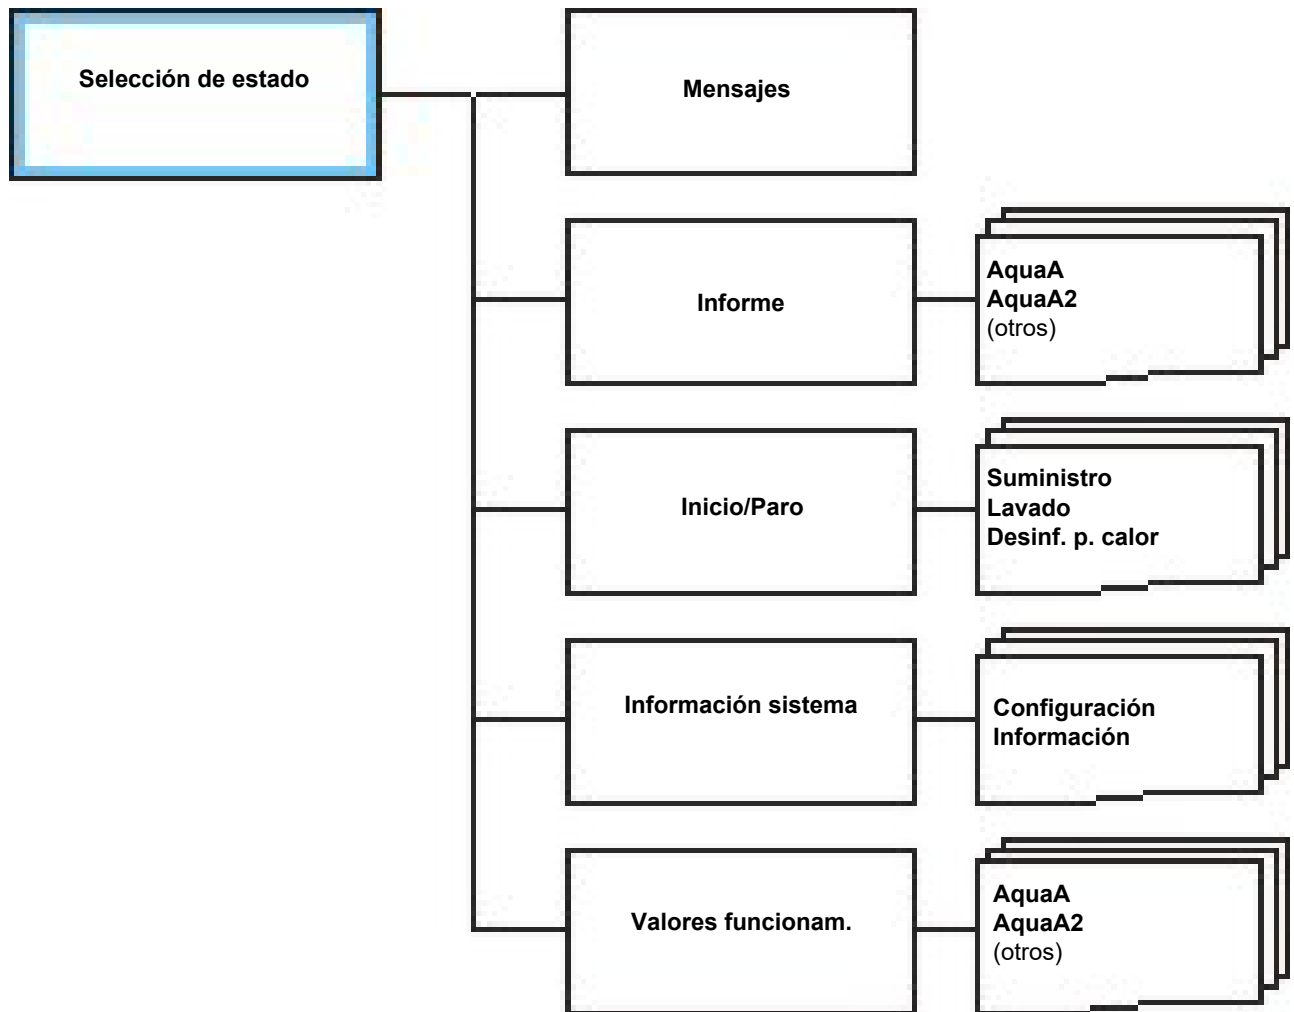 Selección de estado
Mensajes
Informe
AquaA
AquaA2
(otros)
Inicio/Paro
Suministro
Lavado
Desinf. p. calor
Información sistema
Configuración
Información
Valores funcionam.
AquaA
AquaA2
(otros)